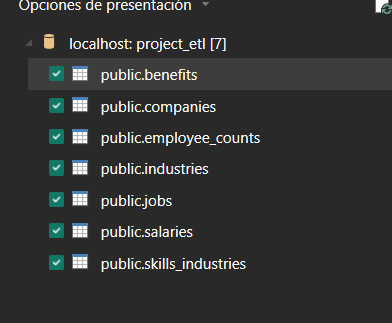 Opciones de presentación
localhost: project_etl [7]
public.benefits
public.companies
public.employee_counts
public.industries
public.jobs
public.salaries
public.skills_industries